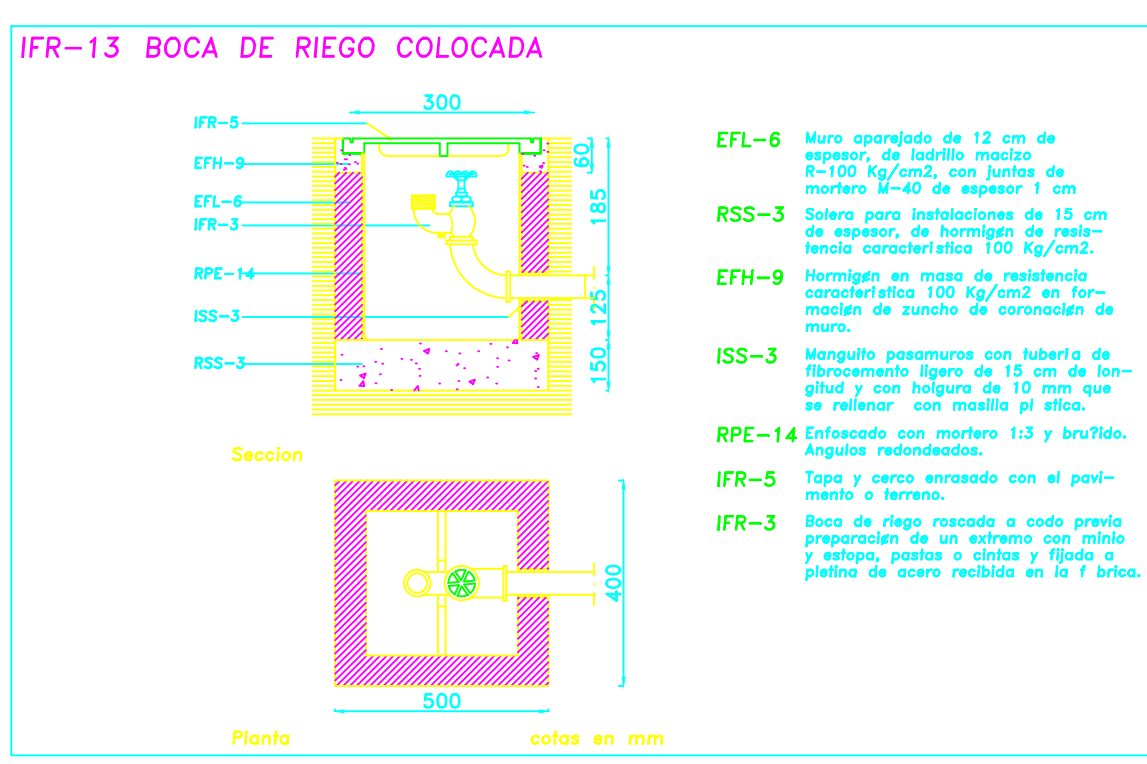 IFR-13 BOCA DE RIEGO COLOCADA
300
IFR-5
EFH-9
EFL-6
IFR-3
RPE-14
ISS-3
RSS-3
60
185
125
150
Seccion
400
500
Planta
cotas en mm
EFL-6 Muro aparejado de 12 cm de
espesor, de ladrillo macizo
R-100 Kg/cm2, con juntas de
mortero M-40 de espesor 1 cm
RSS-3 Solera para instalaciones de 15 cm
de espesor, de hormigøn de resis-
tencia caracteristica 100 Kg/cm2.
EFH-9 Hormigøn en masa de resistencia
caracteristica 100 Kg/cm2 en for-
maciøn de zuncho de coronaciøn de
muro.
ISS-3 Manguito pasamuros con tuberia de
fibrocemento ligero de 15 cm de lon-
gitud y con holgura de 10 mm que
se rellenar con masilla pl stica.
RPE-14 Enfoscado con mortero 1:3 y bru?ido.
Angulos redondeados.
IFR-5 Tapa y cerco enrasado con el pavi-
mento o terreno.
IFR-3 Boca de riego roscada a codo previa
preparaciøn de un extremo con minio
y estopa, pastas o cintas y fijada a
pletina de acero recibida en la f brica.